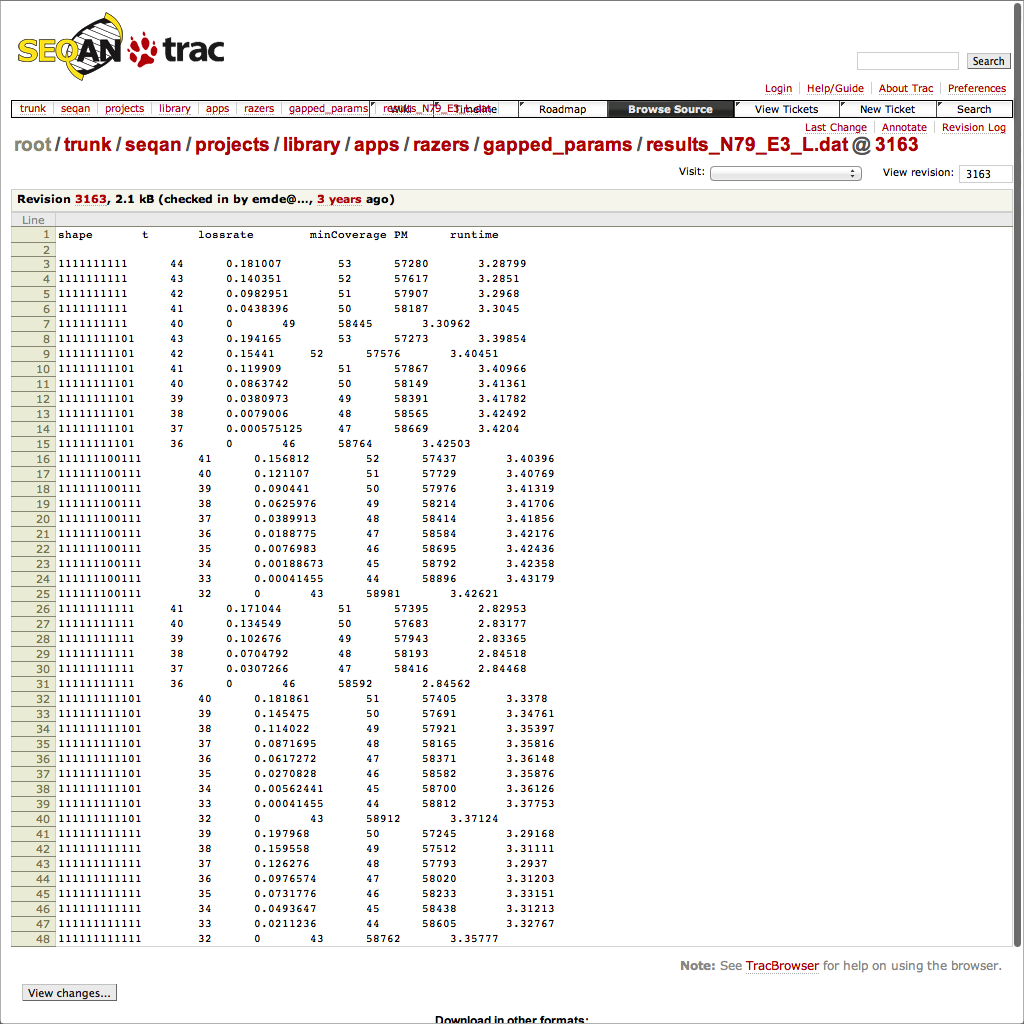 SEQAN trac
Search
Login Help/Guide About Trac Preferences
trunk seqan projects library apps razers gapped_params results_N79_E3_L.dat Wiki Timeline Roadmap Browse Source View Tickets New Ticket Search
Last Change Annotate Revision Log
root/trunk/seqan/projects/library/apps/razers/gapped_params/results_N79_E3_L.dat @ 3163
Visit: View revision: 3163
Revision 3163, 2.1 kB (checked in by emde@..., 3 years ago)
Line
1 shape t lossrate minCoverage PM runtime
2
3 1111111111 44 0.181007 53 57280 3.28799
4 1111111111 43 0.140351 52 57617 3.2851
5 1111111111 42 0.0982951 51 57907 3.2968
6 1111111111 41 0.0438396 50 58187 3.3045
7 1111111111 40 0 49 58445 3.30962
8 11111111101 43 0.194165 53 57273 3.39854
9 11111111101 42 0.15441 52 57576 3.40451
10 11111111101 41 0.119909 51 57867 3.40966
11 11111111101 40 0.0863742 50 58149 3.41361
12 11111111101 39 0.0380973 49 58391 3.41782
13 11111111101 38 0.0079006 48 58565 3.42492
14 11111111101 37 0.000575125 47 58669 3.4204
15 11111111101 36 0 46 58764 3.42503
16 111111100111 41 0.156812 52 57437 3.40396
17 111111100111 40 0.121107 51 57729 3.40769
18 111111100111 39 0.090441 50 57976 3.41319
19 111111100111 38 0.0625976 49 58214 3.41706
20 111111100111 37 0.0389913 48 58414 3.41856
21 111111100111 36 0.0188775 47 58584 3.42176
22 111111100111 35 0.0076983 46 58695 3.42436
23 111111100111 34 0.00188673 45 58792 3.42358
24 111111100111 33 0.00041455 44 58896 3.43179
25 111111100111 32 0 43 58981 3.42621
26 11111111111 41 0.171044 51 57395 2.82953
27 11111111111 40 0.134549 50 57683 2.83177
28 11111111111 39 0.102676 49 57943 2.83365
29 11111111111 38 0.0704792 48 58193 2.84518
30 11111111111 37 0.0307266 47 58416 2.84468
31 11111111111 36 0 46 58592 2.84562
32 111111111101 40 0.181861 51 57405 3.3378
33 111111111101 39 0.145475 50 57691 3.34761
34 111111111101 38 0.114022 49 57921 3.35397
35 111111111101 37 0.0871695 48 58165 3.35816
36 111111111101 36 0.0617272 47 58371 3.36148
37 111111111101 35 0.0270828 46 58582 3.35876
38 111111111101 34 0.00562441 45 58700 3.36126
39 111111111101 33 0.00041455 44 58812 3.37753
40 111111111101 32 0 43 58912 3.37124
41 111111111111 39 0.197968 50 57245 3.29168
42 111111111111 38 0.159558 49 57512 3.31111
43 111111111111 37 0.126276 48 57793 3.2937
44 111111111111 36 0.0976574 47 58020 3.31203
45 111111111111 35 0.0731776 46 58233 3.33151
46 111111111111 34 0.0493647 45 58438 3.31213
47 111111111111 33 0.0211236 44 58605 3.32767
48 111111111111 32 0 43 58762 3.35777
Note: See TracBrowser for help on using the browser.
View changes...
Download in other formats: